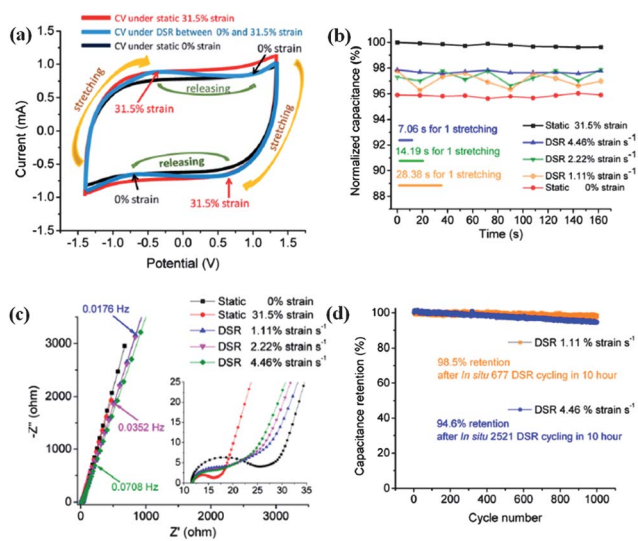 (a)
CV under static 31.5% strain
CV under DSR between 0% and 31.5% strain
CV under static 0% strain
0% strain
stretching
31.5% strain
releasing
stretching
releasing
0% strain
31.5% strain
1.5
1.0
0.5
0.0
-0.5
-1.0
-1.5
Current (mA)
-1.5 -1.0 -0.5 0.0 0.5 1.0 1.5
Potential (V)
(b)
102
100
98
96
94
92
90
88
Normalized capacitance (%)
7.06 s for 1 stretching
14.19 s for 1 stretching
28.38 s for 1 stretching
Static 31.5% strain
DSR 4.46% strain s-1
DSR 2.22% strain s-1
DSR 1.11% strain s-1
Static 0% strain
0 20 40 60 80 100 120 140 160
Time (s)
(c)
0.0176 Hz
Static 0% strain
Static 31.5% strain
DSR 1.11% strain s-1
DSR 2.22% strain s-1
DSR 4.46% strain s-1
3000
2000
1000
0
-Z'' (ohm)
0.0352 Hz
0.0708 Hz
25
20
15
10
5
0
10 15 20 25 30 35
0 1000 2000 3000
Z' (ohm)
(d)
100
80
60
40
20
0
Capacitance retention (%)
DSR 1.11 % strain s-1
98.5% retention
after In situ 677 DSR cycling in 10 hour
DSR 4.46 % strain s-1
94.6% retention
after In situ 2521 DSR cycling in 10 hour
0 200 400 600 800 1000
Cycle number